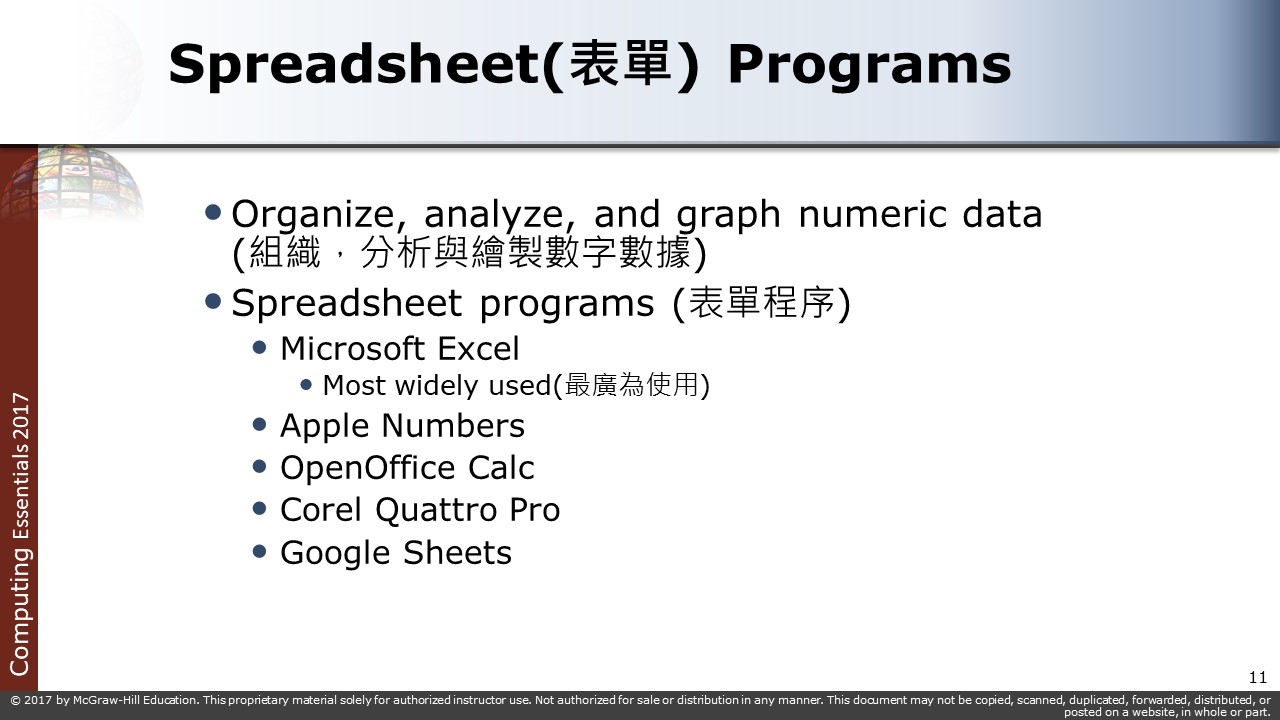 Spreadsheet(表單) Programs
Organize, analyze, and graph numeric data
(組織，分析與繪製數字數據)
Spreadsheet programs (表單程序)
Microsoft Excel
Most widely used(最廣為使用)
Apple Numbers
OpenOffice Calc
Corel Quattro Pro
Google Sheets
Computing Essentials 2017
11
© 2017 by McGraw-Hill Education. This proprietary material solely for authorized instructor use. Not authorized for sale or distribution in any manner. This document may not be copied, scanned, duplicated, forwarded, distributed, or
posted on a website, in whole or part.